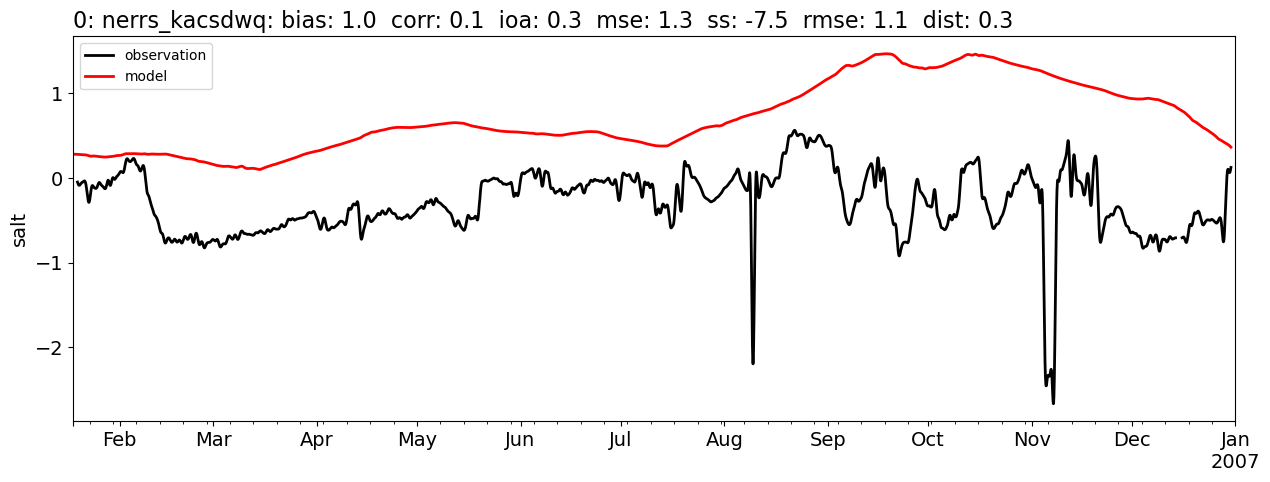 0: nerrs_kacsdwq: bias: 1.0  corr: 0.1  ioa: 0.3  mse: 1.3  ss: -7.5  rmse: 1.1  dist: 0.3
observation
model
1
0
−1
−2
salt
Feb Mar Apr May Jun Jul Aug Sep Oct Nov Dec Jan
2007